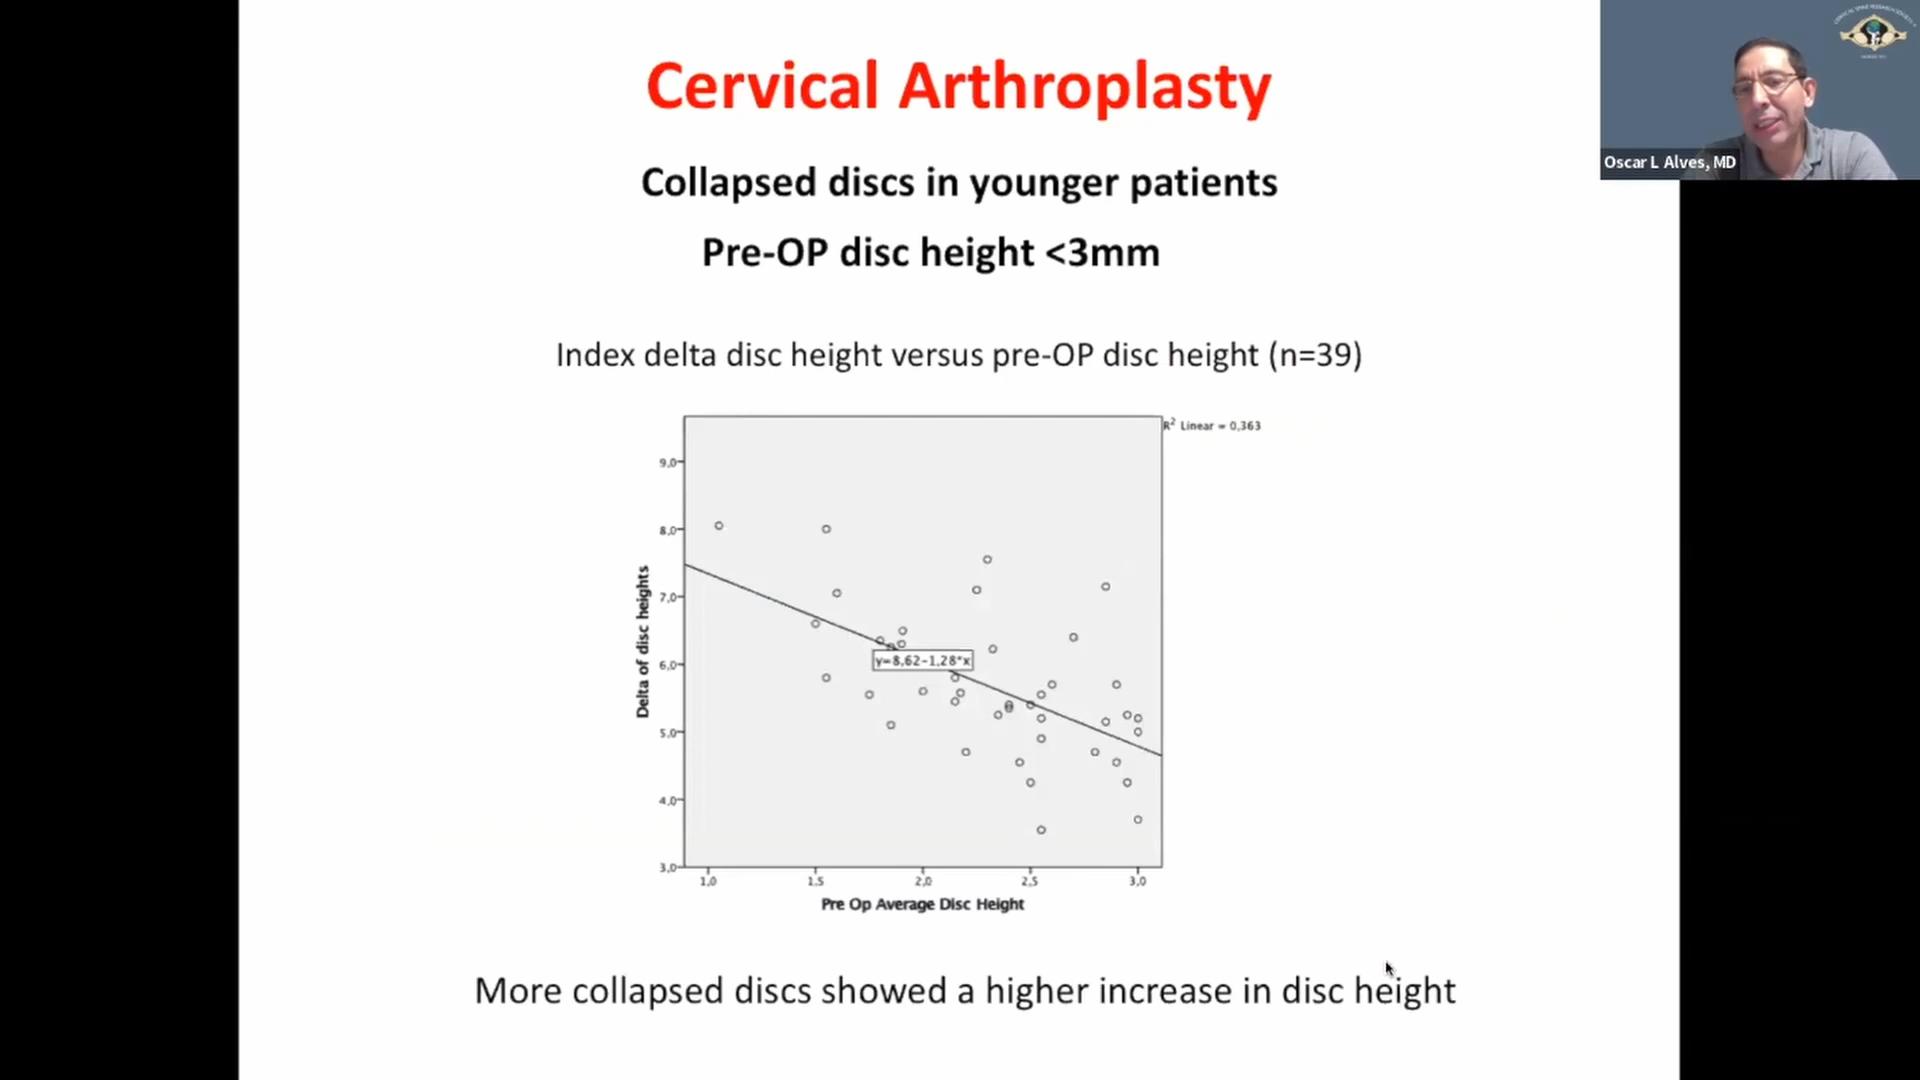 Cervical Arthroplasty
Oscar L Alves, MD
Collapsed discs in younger patients
Pre-OP disc height <3mm
Index delta disc height versus pre-OP disc height (n=39)
R² Linear = 0,363
9,0
8,0
7,0
6,0
5,0
4,0
3,0
Delta of disc heights
y=8,62-1,28*x
1,0 1,5 2,0 2,5 3,0
Pre Op Average Disc Height
More collapsed discs showed a higher increase in disc height